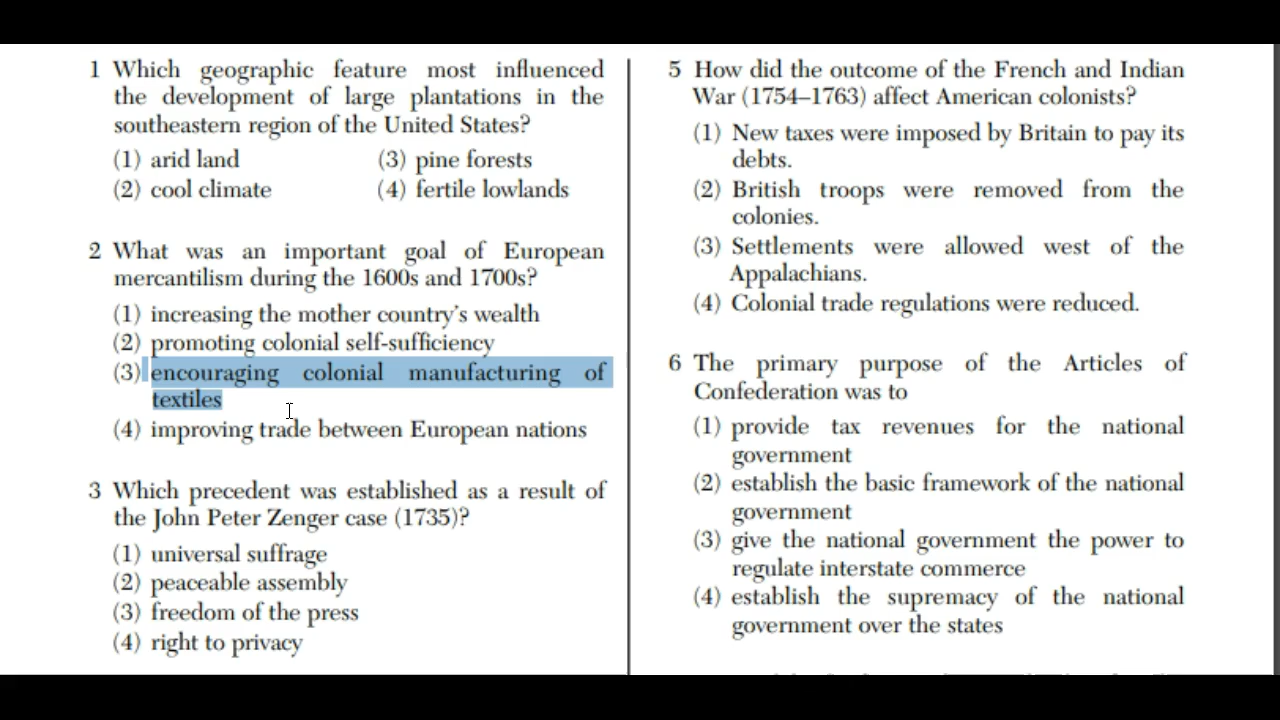 1 Which geographic feature most influenced
the development of large plantations in the
southeastern region of the United States?
(1) arid land (3) pine forests
(2) cool climate (4) fertile lowlands
2 What was an important goal of European
mercantilism during the 1600s and 1700s?
(1) increasing the mother country’s wealth
(2) promoting colonial self-sufficiency
(3) encouraging colonial manufacturing of
textiles
(4) improving trade between European nations
3 Which precedent was established as a result of
the John Peter Zenger case (1735)?
(1) universal suffrage
(2) peaceable assembly
(3) freedom of the press
(4) right to privacy
5 How did the outcome of the French and Indian
War (1754–1763) affect American colonists?
(1) New taxes were imposed by Britain to pay its
debts.
(2) British troops were removed from the
colonies.
(3) Settlements were allowed west of the
Appalachians.
(4) Colonial trade regulations were reduced.
6 The primary purpose of the Articles of
Confederation was to
(1) provide tax revenues for the national
government
(2) establish the basic framework of the national
government
(3) give the national government the power to
regulate interstate commerce
(4) establish the supremacy of the national
government over the states